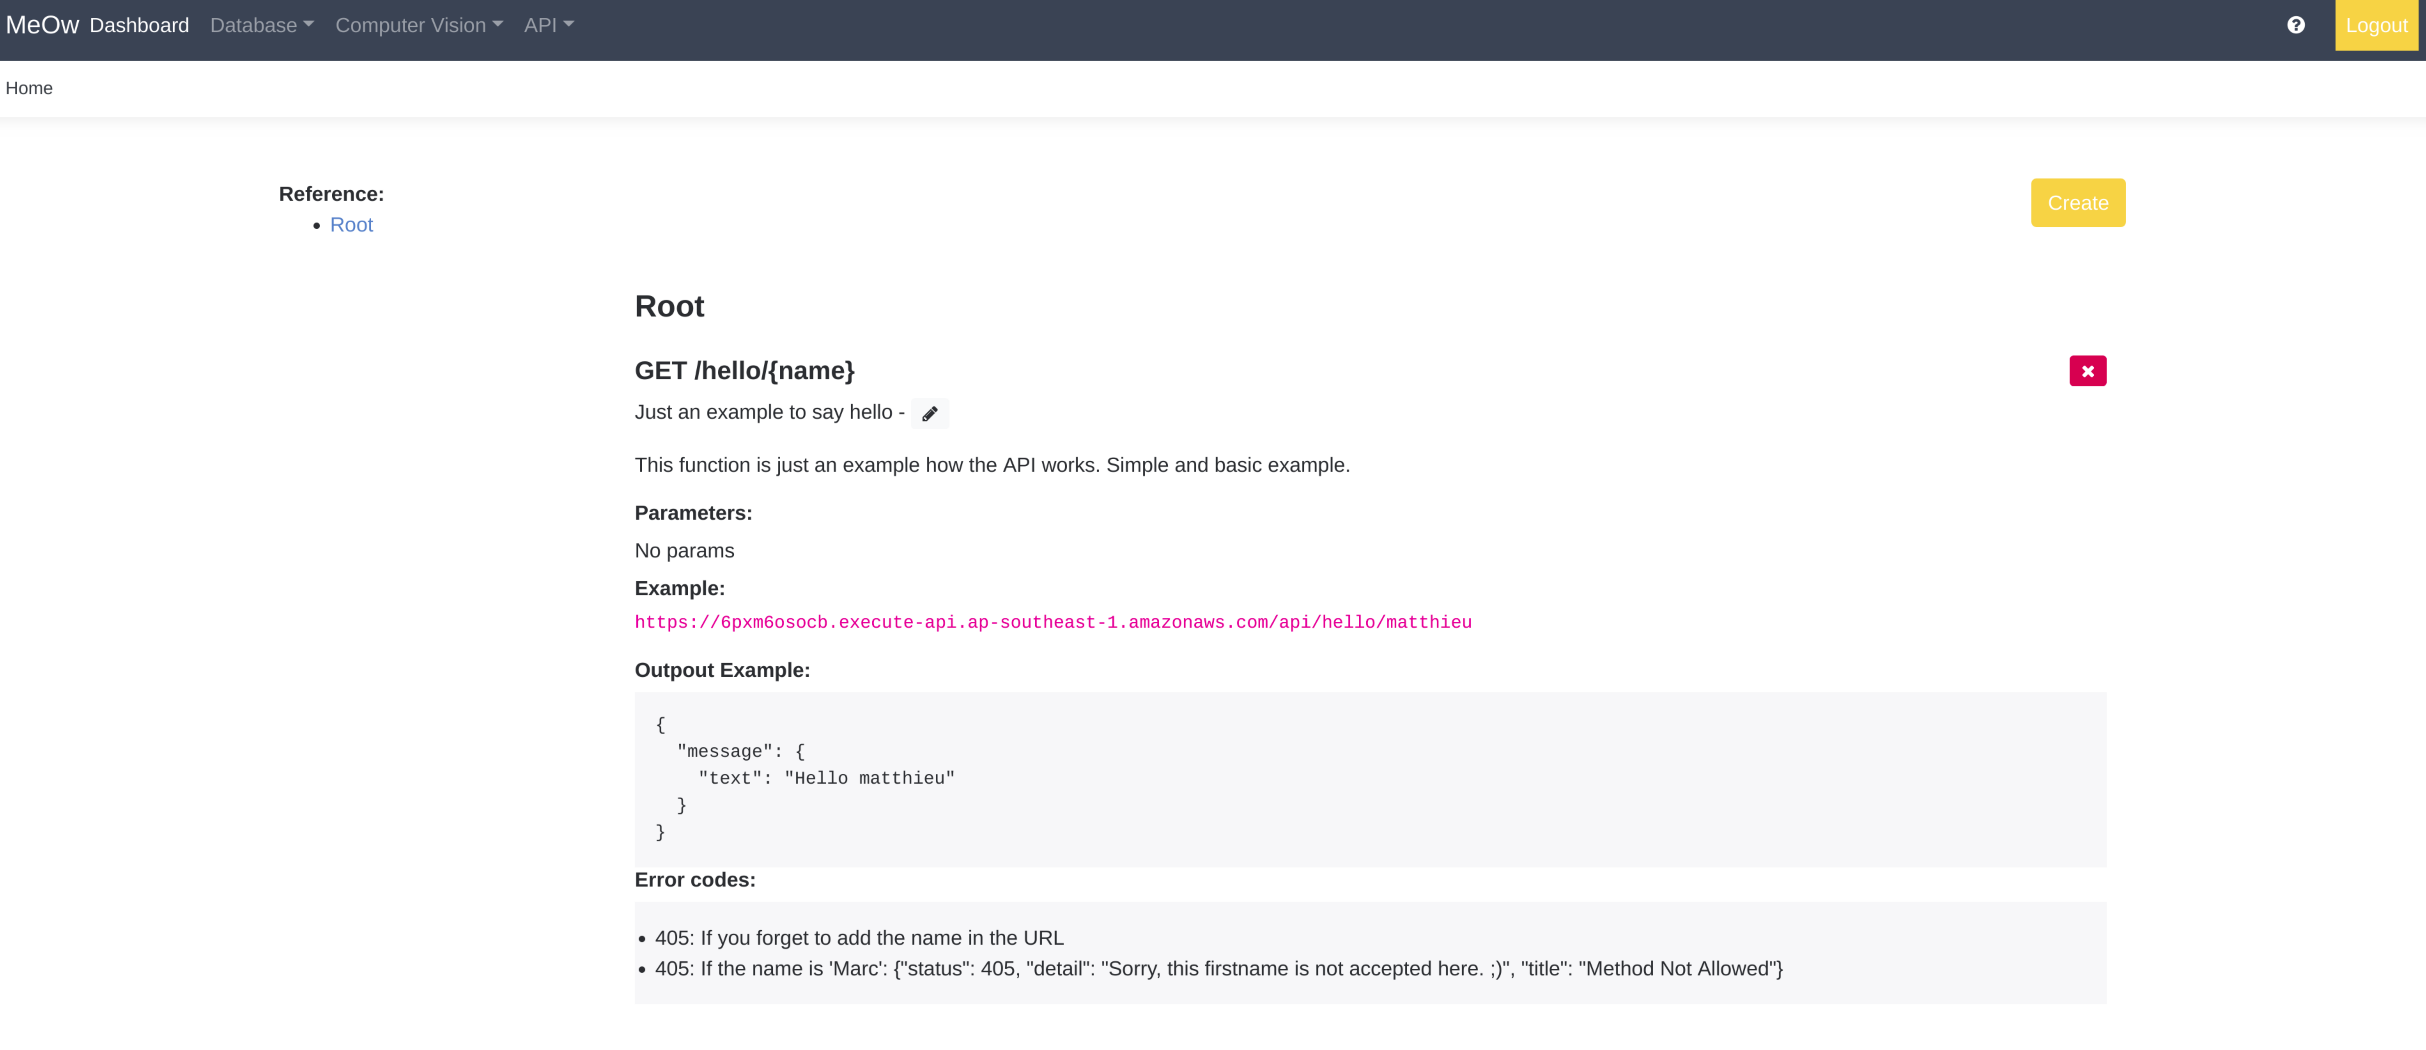 MeOw Dashboard Database Computer Vision API Logout
Home
Reference:
Root
Create
Root
GET /hello/{name}
Just an example to say hello -
This function is just an example how the API works. Simple and basic example.
Parameters:
No params
Example:
https://6pxm6osocb.execute-api.ap-southeast-1.amazonaws.com/api/hello/matthieu
Outpout Example:
{
  "message": {
    "text": "Hello matthieu"
  }
}
Error codes:
405: If you forget to add the name in the URL
405: If the name is 'Marc': {"status": 405, "detail": "Sorry, this firstname is not accepted here. ;)", "title": "Method Not Allowed"}